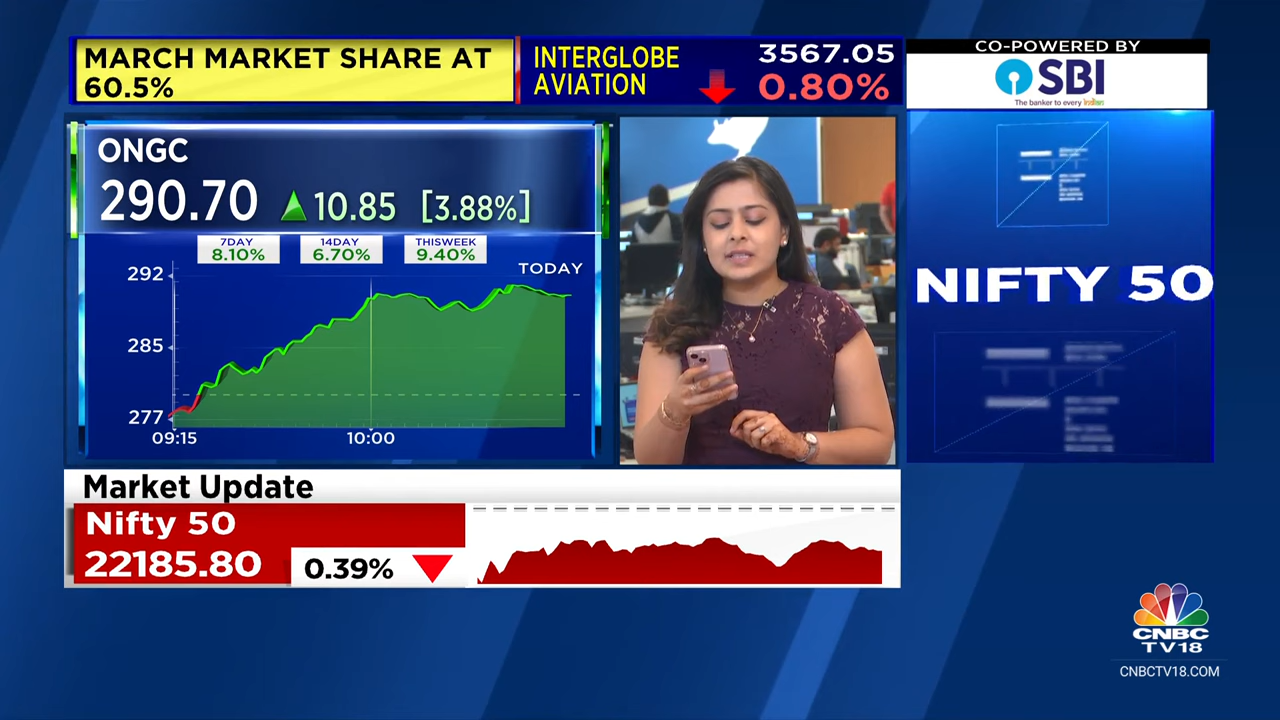 MARCH MARKET SHARE AT
60.5%
INTERGLOBE
AVIATION
3567.05
0.80%
CO-POWERED BY
SBI
The banker to every Indian
ONGC
290.70
10.85 [3.88%]
7DAY
8.10%
14DAY
6.70%
THISWEEK
9.40%
TODAY
292
285
277
09:15
10:00
NIFTY 50
Market Update
Nifty 50
22185.80
0.39%
CNBC
TV18
CNBCTV18.COM